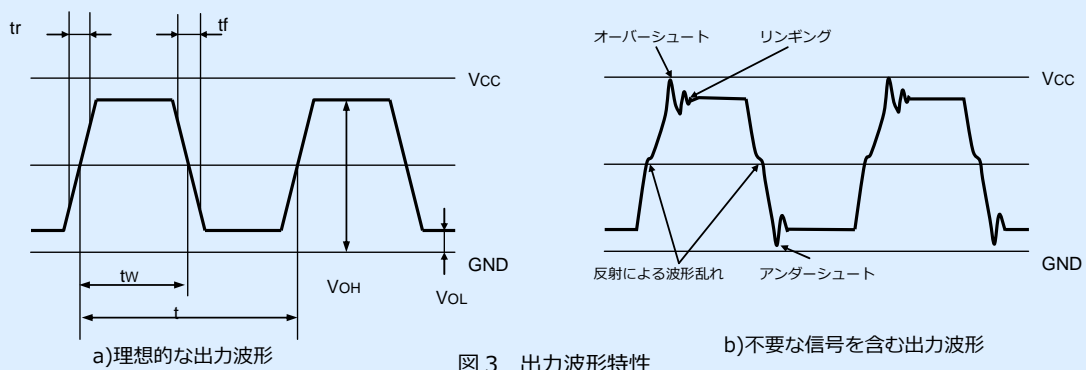 tr
tf
VCC
GND
tw
t
VOH
VOL
a)理想的な出力波形
オーバーシュート
リンギング
VCC
GND
反射による波形乱れ
アンダーシュート
b)不要な信号を含む出力波形
図3 出力波形特性